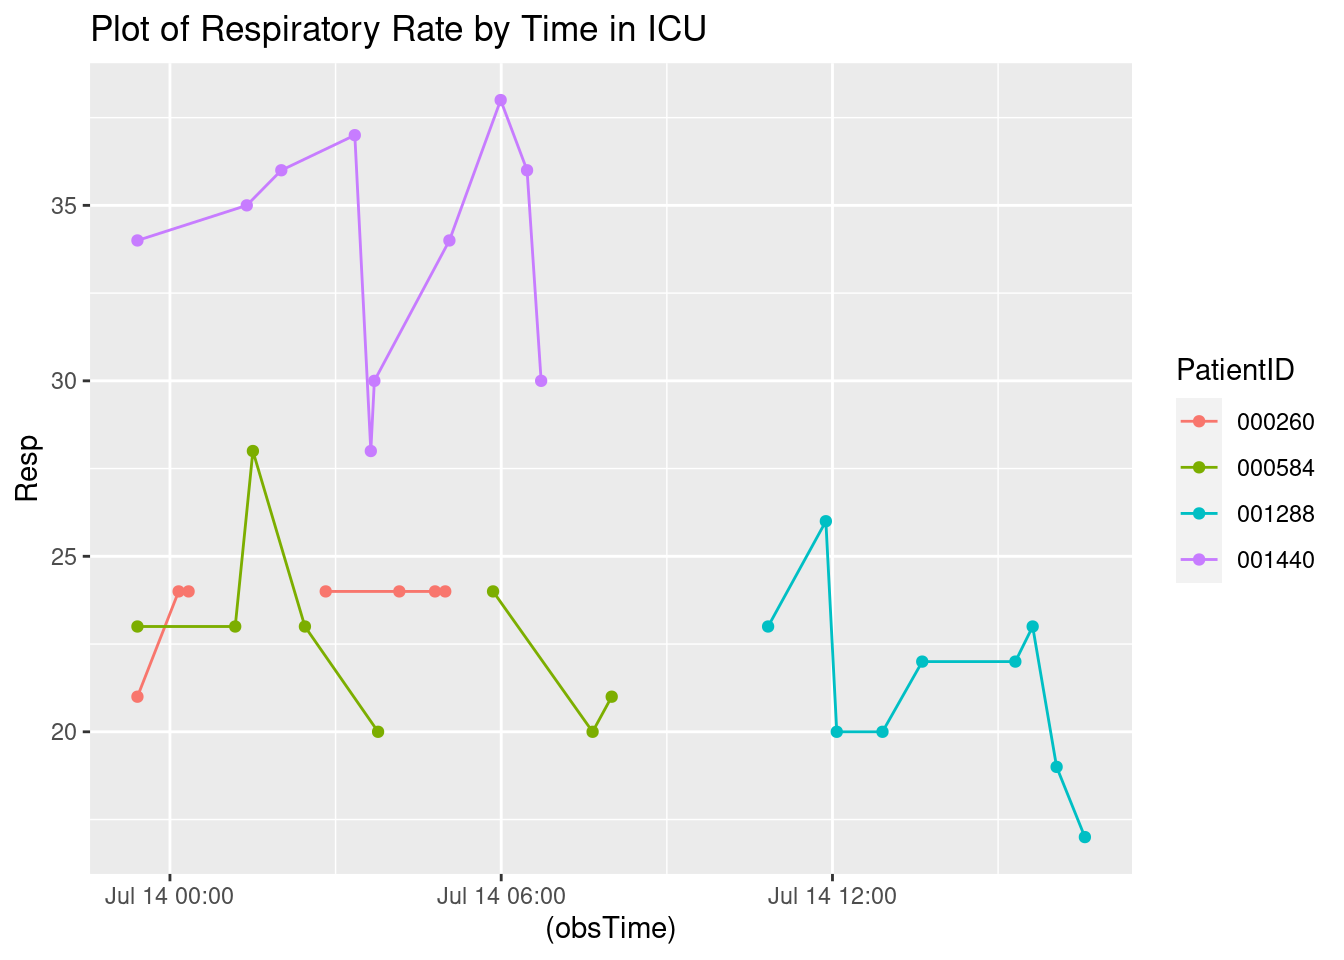 Plot of Respiratory Rate by Time in ICU
35
30
25
20
Resp
Jul 14 00:00
Jul 14 06:00
Jul 14 12:00
(obsTime)
PatientID
000260
000584
001288
001440